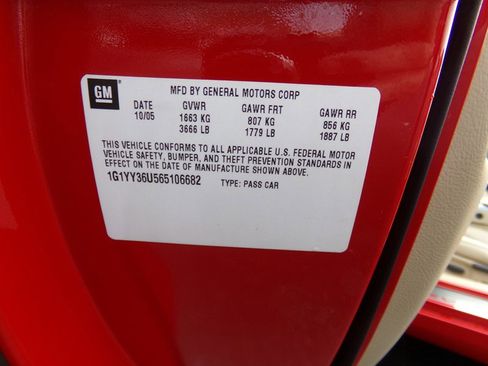 GM
MFD BY GENERAL MOTORS CORP
DATE GVWR GAWR FRT GAWR RR
10/05 1663 KG 807 KG 856 KG
3666 LB 1779 LB 1887 LB
THIS VEHICLE CONFORMS TO ALL APPLICABLE U.S. FEDERAL MOTOR
VEHICLE SAFETY, BUMPER, AND THEFT PREVENTION STANDARDS IN
EFFECT ON THE DATE OF MANUFACTURE SHOWN ABOVE.
1G1YY36U565106682 TYPE: PASS CAR